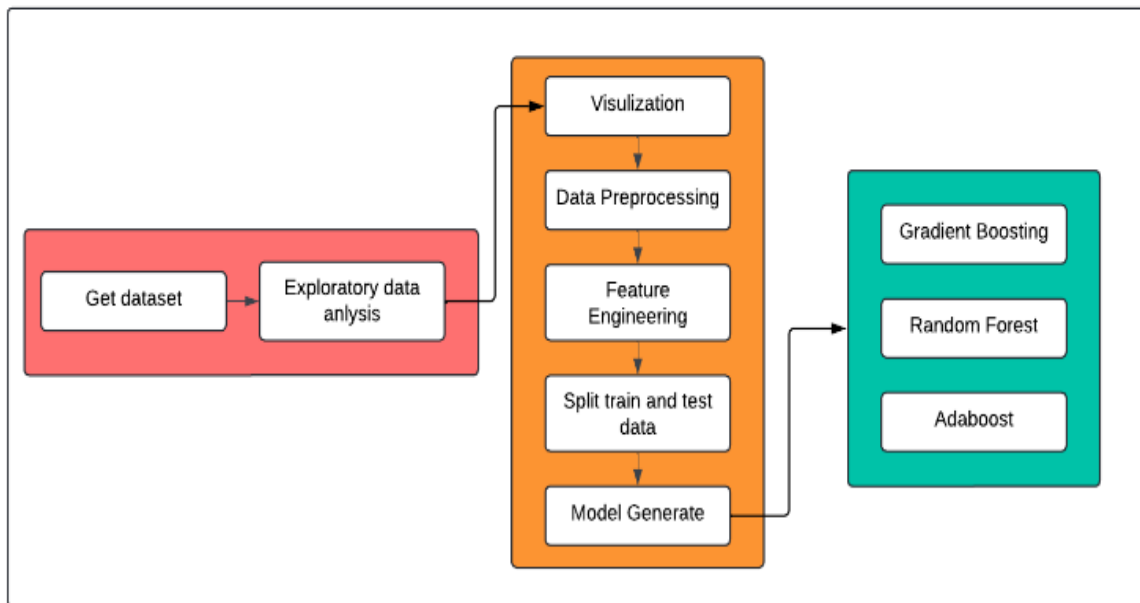 Get dataset
Exploratory data
anlysis
Visulization
Data Preprocessing
Feature
Engineering
Split train and test
data
Model Generate
Gradient Boosting
Random Forest
Adaboost